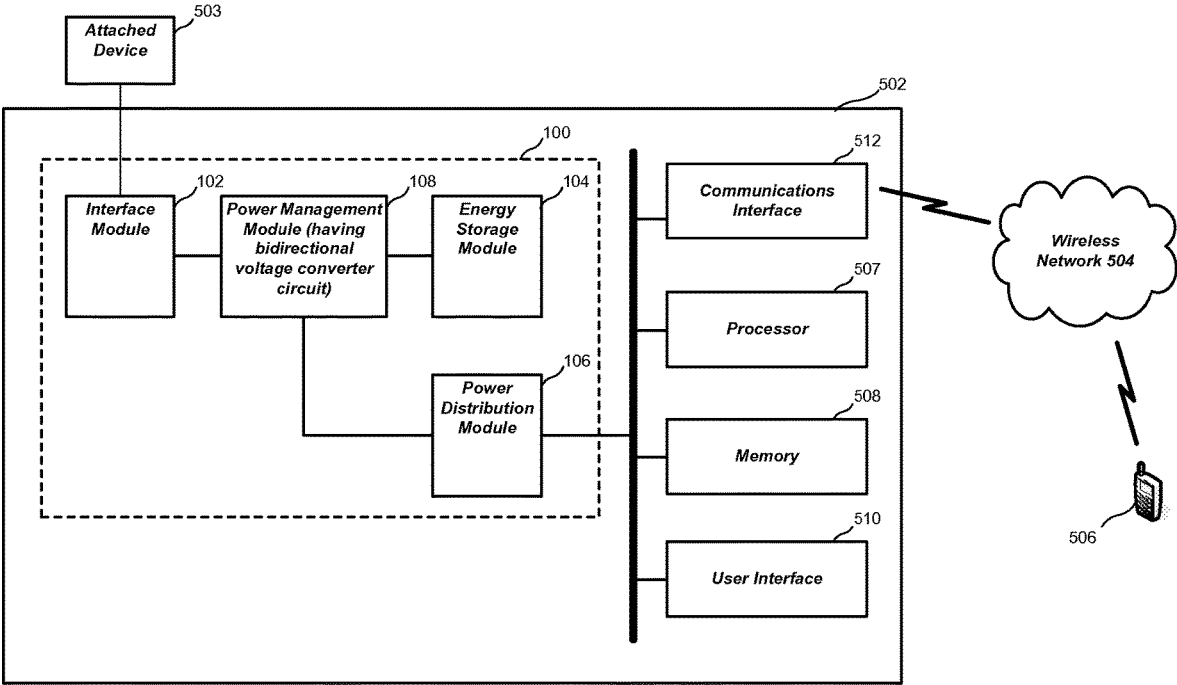 Attached
Device
503
502
100
Interface
Module
102
Power Management
Module (having
bidirectional
voltage converter
circuit)
108
Energy
Storage
Module
104
Power
Distribution
Module
106
Communications
Interface
512
Processor
507
Memory
508
User Interface
510
Wireless
Network 504
506